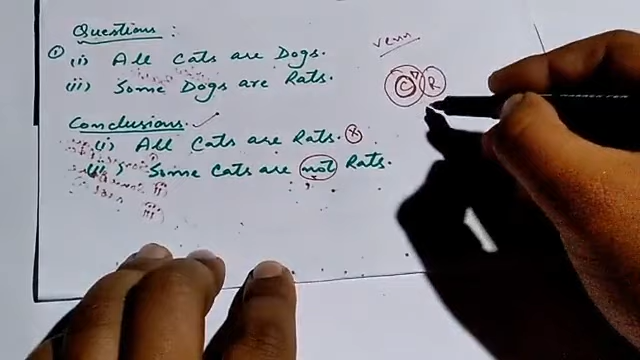 Questions :
① (i) All Cats are Dogs.
(ii) Some Dogs are Rats.
Conclusions.
(i) All Cats are Rats. x
(ii) Some Cats are not Rats.
venn
C D R